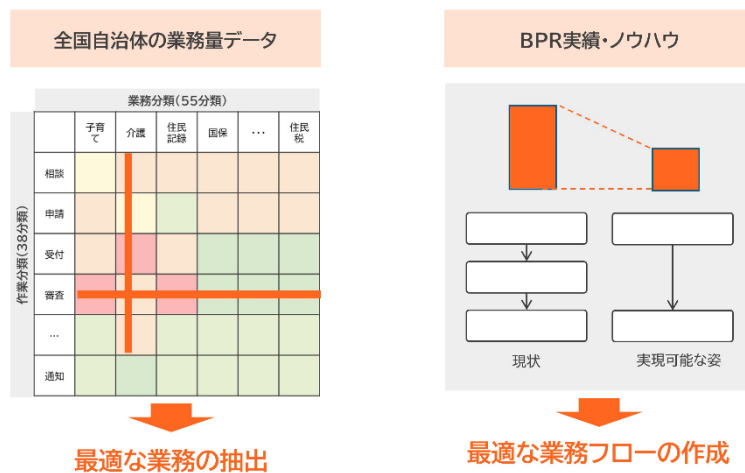 全国自治体の業務量データ
業務分類(55分類)
子育て
介護
住民記録
国保
・・・
住民税
作業分類(38分類)
相談
申請
受付
審査
…
通知
最適な業務の抽出
BPR実績・ノウハウ
現状
実現可能な姿
最適な業務フローの作成